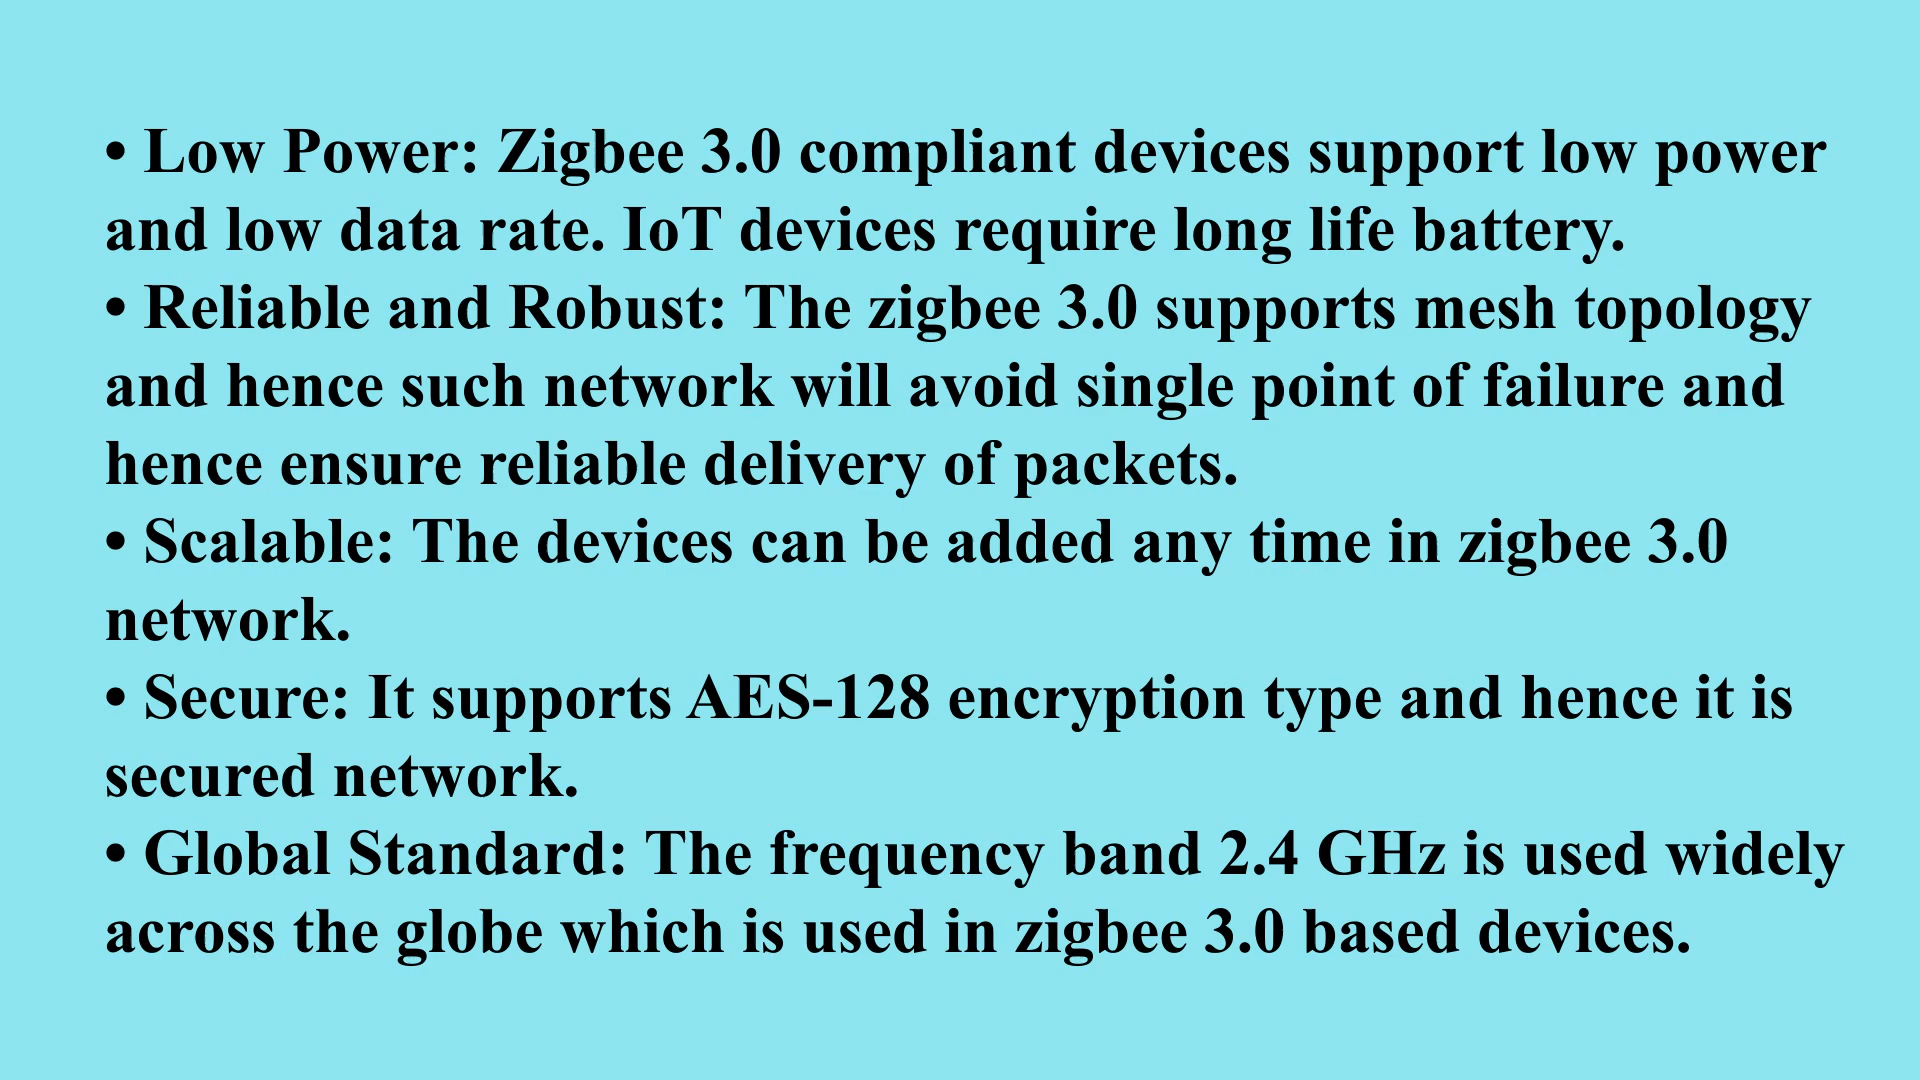 • Low Power: Zigbee 3.0 compliant devices support low power
and low data rate. IoT devices require long life battery.
• Reliable and Robust: The zigbee 3.0 supports mesh topology
and hence such network will avoid single point of failure and
hence ensure reliable delivery of packets.
• Scalable: The devices can be added any time in zigbee 3.0
network.
• Secure: It supports AES-128 encryption type and hence it is
secured network.
• Global Standard: The frequency band 2.4 GHz is used widely
across the globe which is used in zigbee 3.0 based devices.